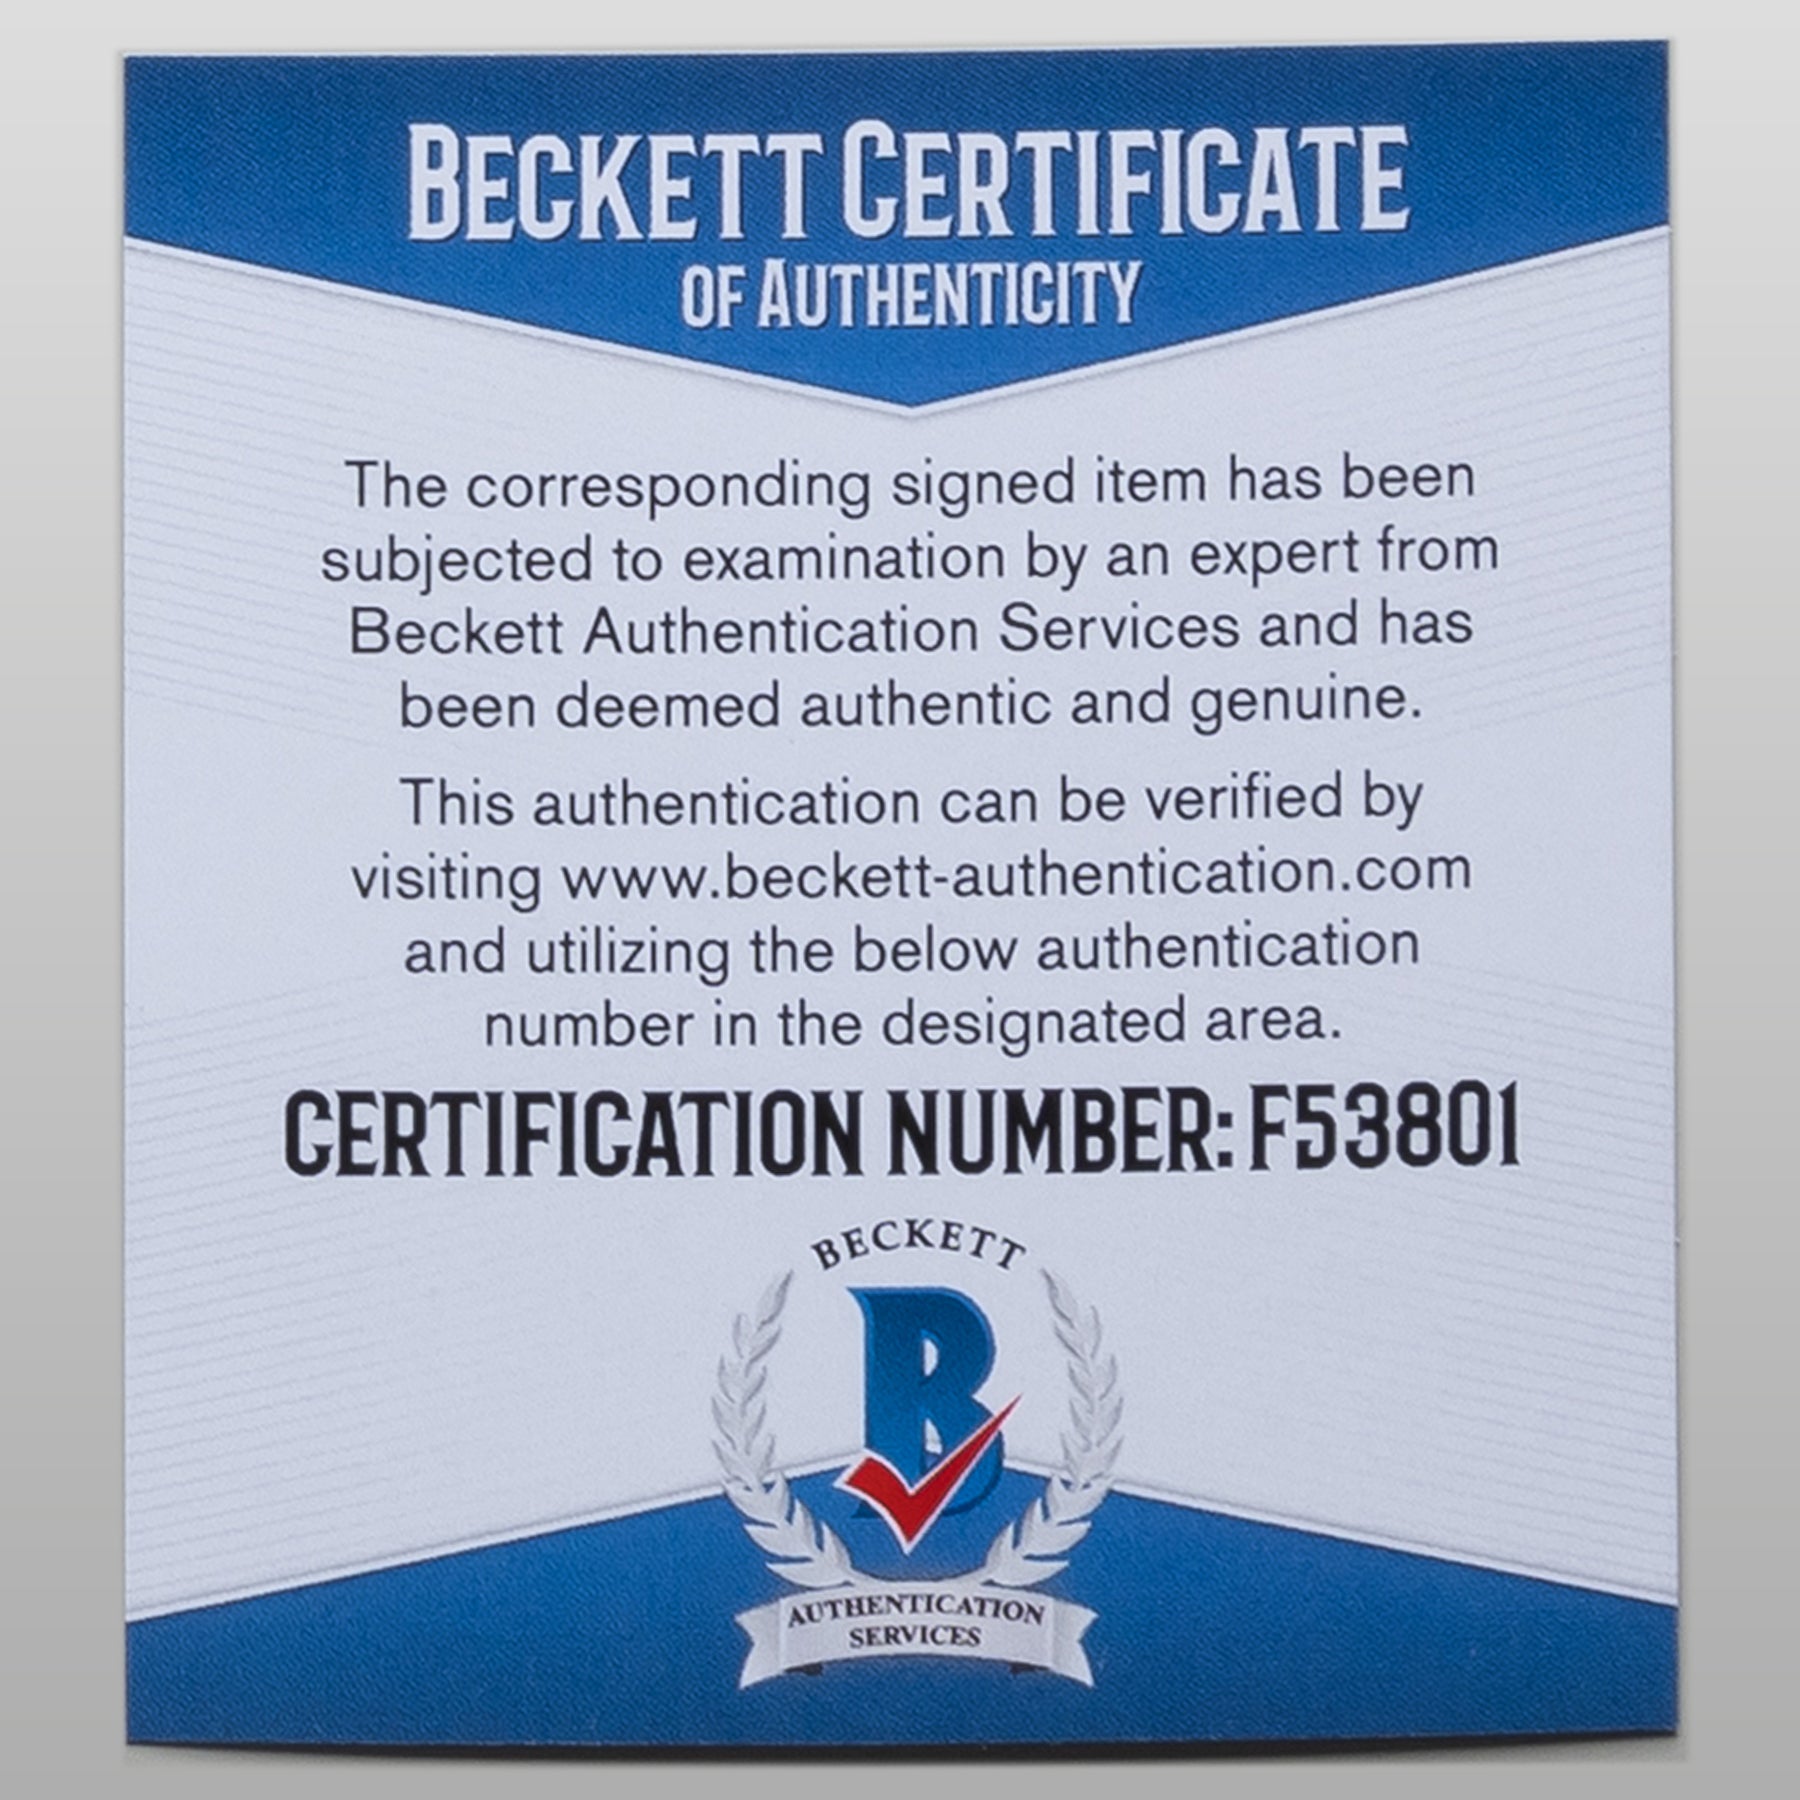 BECKETT CERTIFICATE
OF AUTHENTICITY
The corresponding signed item has been
subjected to examination by an expert from
Beckett Authentication Services and has
been deemed authentic and genuine.
This authentication can be verified by
visiting www.beckett-authentication.com
and utilizing the below authentication
number in the designated area.
CERTIFICATION NUMBER: F53801
BECKETT
B
AUTHENTICATION
SERVICES